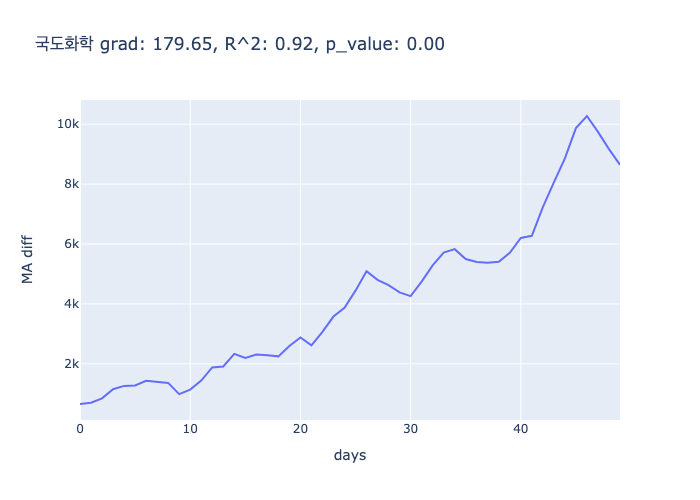 국도화학 grad: 179.65, R^2: 0.92, p_value: 0.00
10k
8k
6k
4k
2k
MA diff
0 10 20 30 40
days